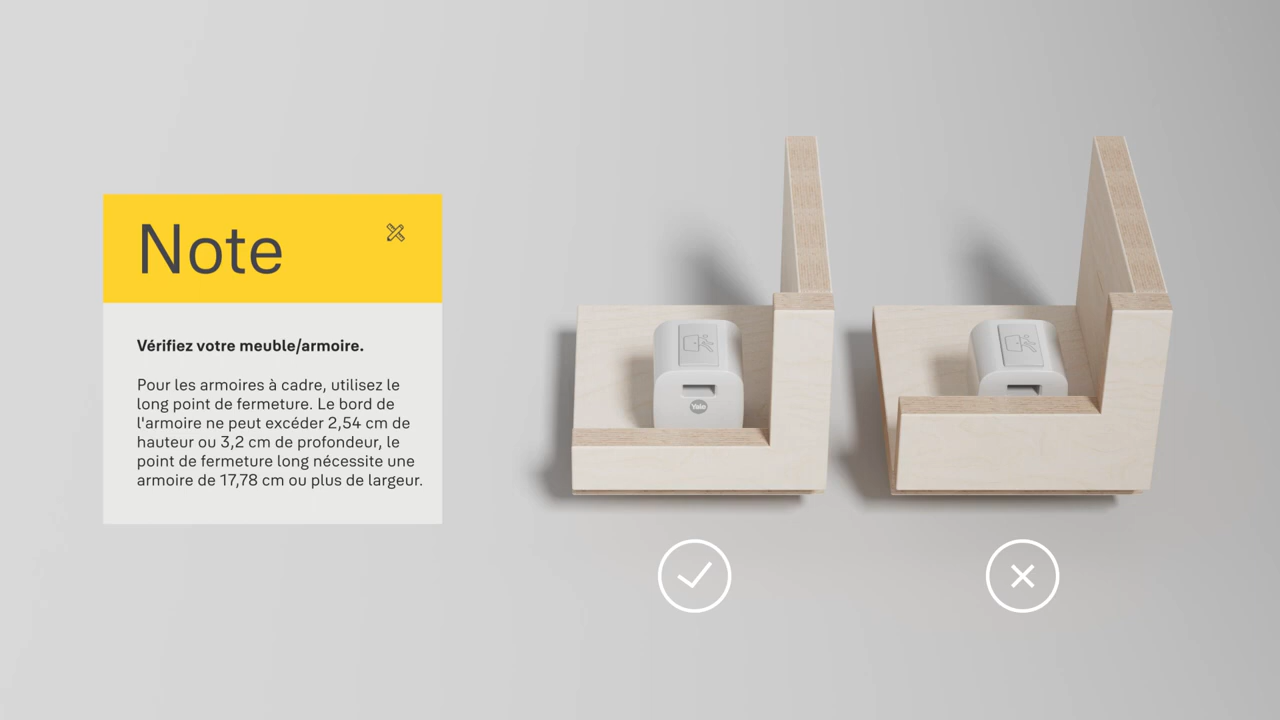 Note
Vérifiez votre meuble/armoire.
Pour les armoires à cadre, utilisez le
long point de fermeture. Le bord de
l'armoire ne peut excéder 2,54 cm de
hauteur ou 3,2 cm de profondeur, le
point de fermeture long nécessite une
armoire de 17,78 cm ou plus de largeur.
Yale